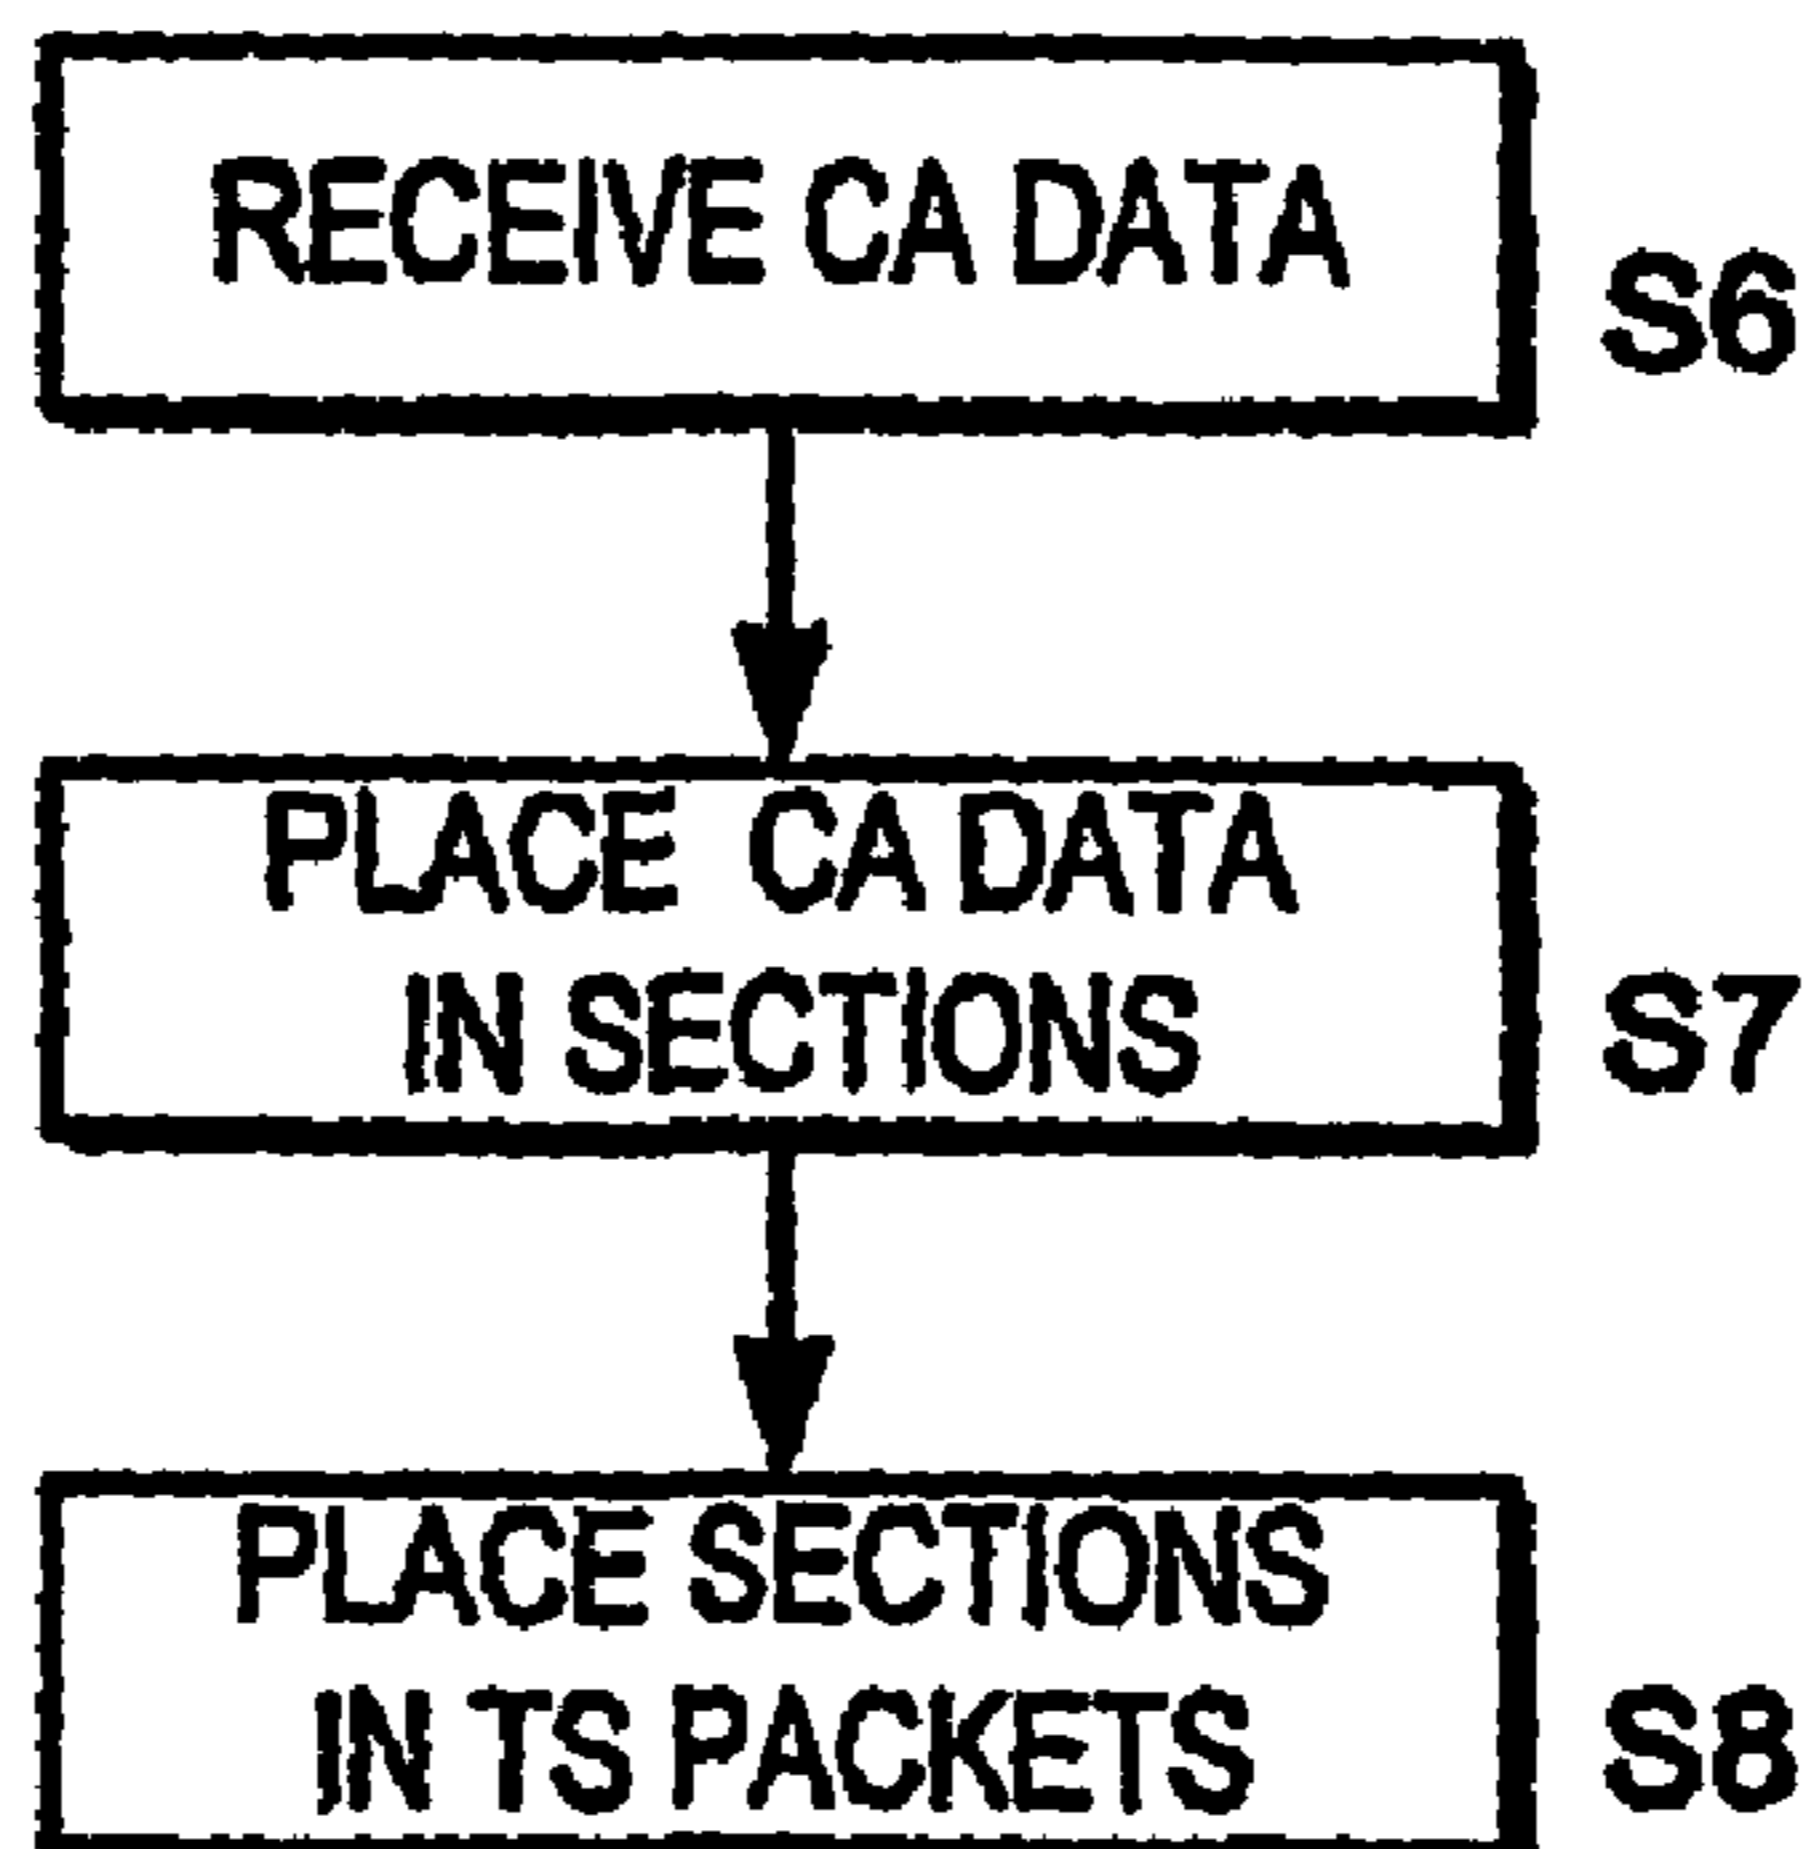 RECEIVE CA DATA
S6
PLACE CA DATA
IN SECTIONS
S7
PLACE SECTIONS
IN TS PACKETS
S8